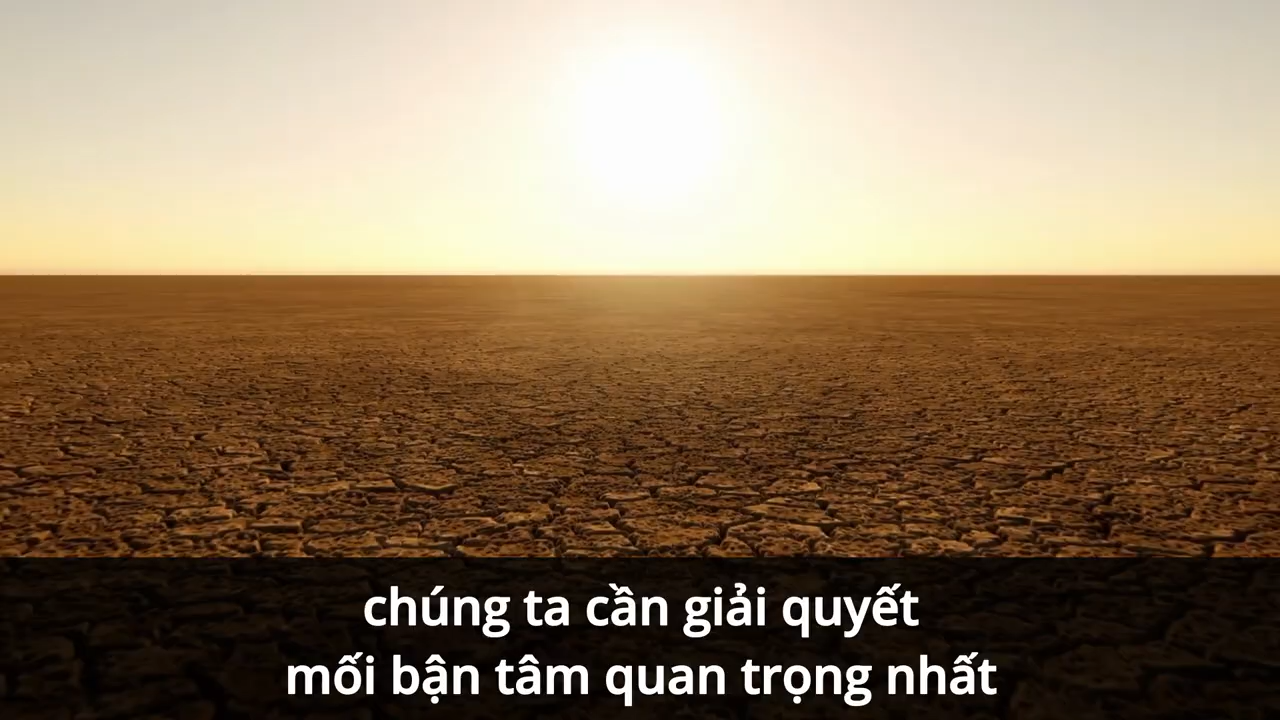 chúng ta cần giải quyết
mối bận tâm quan trọng nhất